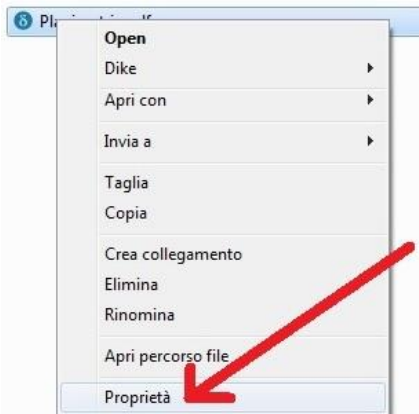 Open
Dike
Apri con
Invia a
Taglia
Copia
Crea collegamento
Elimina
Rinomina
Apri percorso file
Proprietà